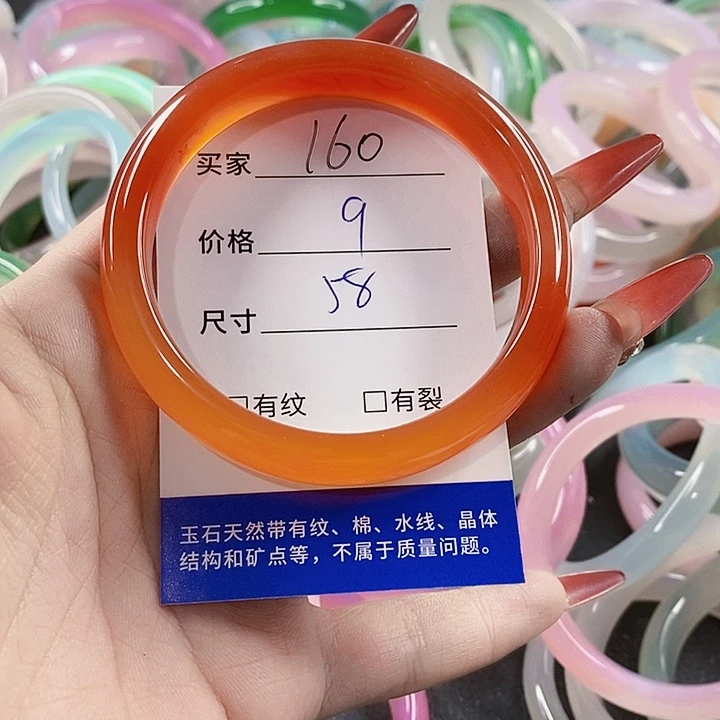 买家 160
价格 9
尺寸 58
□有纹 □有裂
玉石天然带有纹、棉、水线、晶体
结构和矿点等，不属于质量问题。